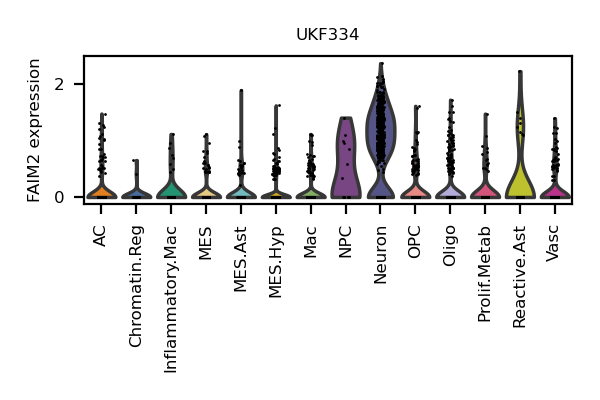 UKF334
FAIM2 expression
2
0
AC
Chromatin.Reg
Inflammatory.Mac
MES
MES.Ast
MES.Hyp
Mac
NPC
Neuron
OPC
Oligo
Prolif.Metab
Reactive.Ast
Vasc